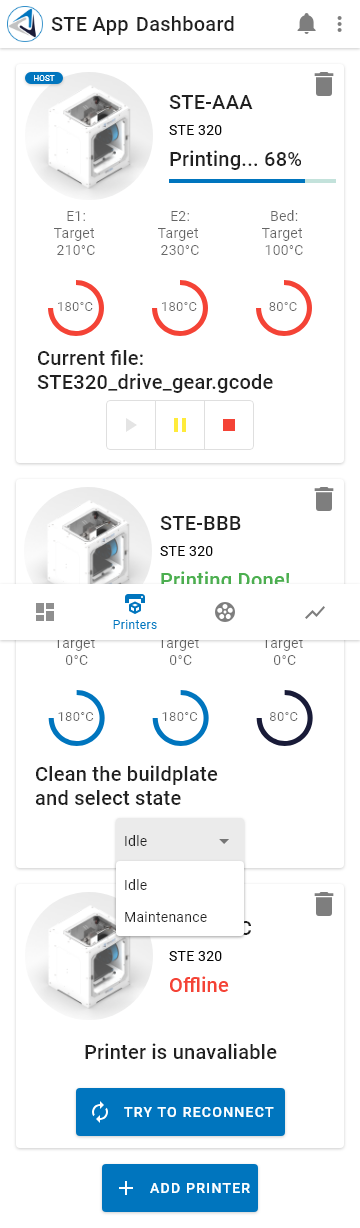 STE App Dashboard
HOST
STE-AAA
STE 320
Printing... 68%
E1: E2: Bed:
Target Target Target
210°C 230°C 100°C
180°C 180°C 80°C
Current file:
STE320_drive_gear.gcode
STE-BBB
STE 320
Printing Done!
Printers
Target Target Target
0°C 0°C 0°C
180°C 180°C 80°C
Clean the buildplate
and select state
Idle
Idle
Maintenance
STE 320
Offline
Printer is unavaliable
TRY TO RECONNECT
ADD PRINTER